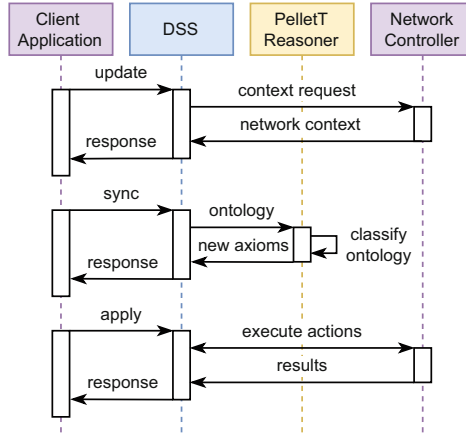 Client
Application
DSS
PelletT
Reasoner
Network
Controller
update
context request
network context
response
sync
ontology
new axioms
classify
ontology
response
apply
execute actions
results
response